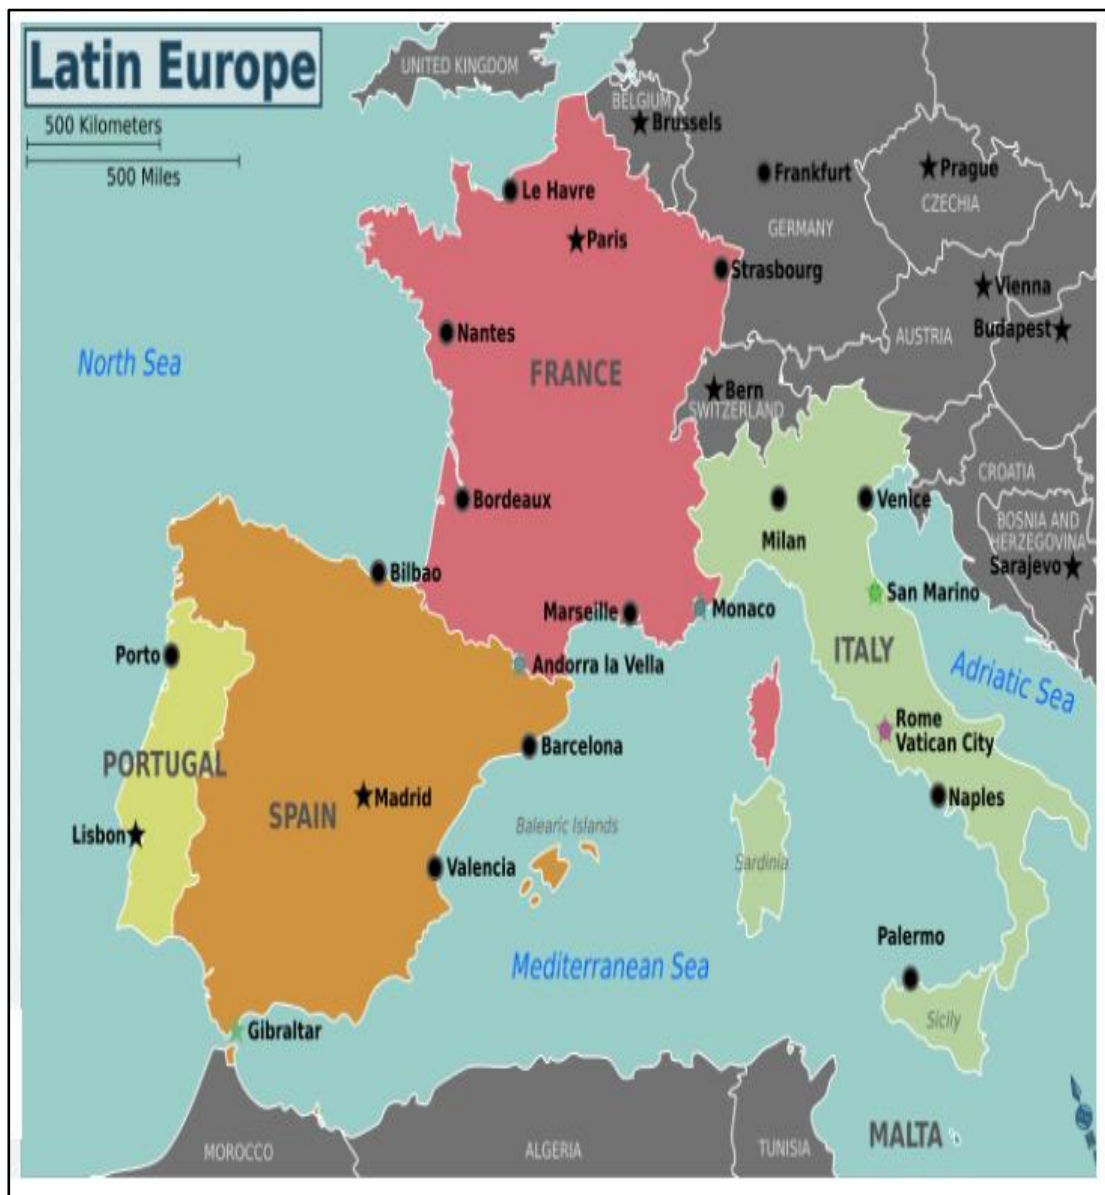 Latin Europe
500 Kilometers
500 Miles
UNITED KINGDOM
BELGIUM
Brussels
Frankfurt
Prague
CZECHIA
GERMANY
Le Havre
Paris
Strasbourg
Vienna
Budapest
AUSTRIA
Nantes
North Sea
FRANCE
Bern
SWITZERLAND
CROATIA
Bordeaux
Milan
Venice
BOSNIA AND
HERZEGOVINA
Sarajevo
Bilbao
Marseille
Monaco
San Marino
Porto
Andorra la Vella
ITALY
Adriatic Sea
Rome
Vatican City
Barcelona
PORTUGAL
Madrid
SPAIN
Naples
Lisbon
Balearic Islands
Sardinia
Valencia
Palermo
Mediterranean Sea
Sicily
Gibraltar
MALTA
MOROCCO
ALGERIA
TUNISIA